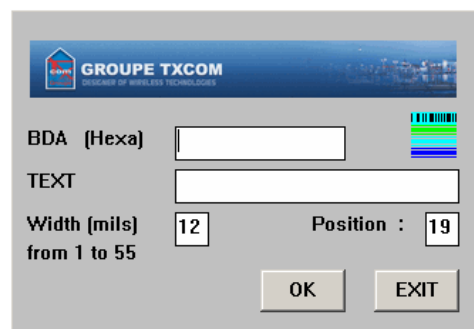 com
GROUPE TXCOM
DESIGNER OF WIRELESS TECHNOLOGIES
BDA (Hexa)
TEXT
Width (mils) 12 Position : 19
from 1 to 55
OK EXIT